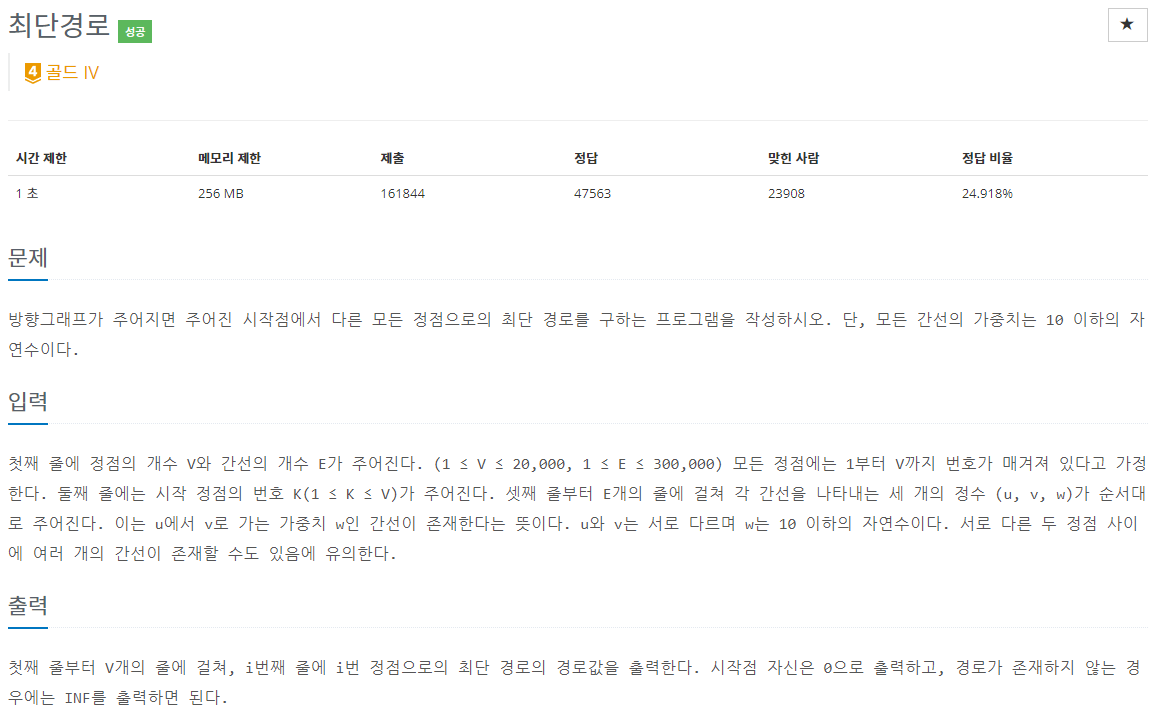 최단경로 성공
★
4 골드 IV
시간 제한 메모리 제한 제출 정답 맞힌 사람 정답 비율
1 초 256 MB 161844 47563 23908 24.918%
문제
방향그래프가 주어지면 주어진 시작점에서 다른 모든 정점으로의 최단 경로를 구하는 프로그램을 작성하시오. 단, 모든 간선의 가중치는 10 이하의 자
연수이다.
입력
첫째 줄에 정점의 개수 V와 간선의 개수 E가 주어진다. (1 ≤ V ≤ 20,000, 1 ≤ E ≤ 300,000) 모든 정점에는 1부터 V까지 번호가 매겨져 있다고 가정
한다. 둘째 줄에는 시작 정점의 번호 K(1 ≤ K ≤ V)가 주어진다. 셋째 줄부터 E개의 줄에 걸쳐 각 간선을 나타내는 세 개의 정수 (u, v, w)가 순서대
로 주어진다. 이는 u에서 v로 가는 가중치 w인 간선이 존재한다는 뜻이다. u와 v는 서로 다르며 w는 10 이하의 자연수이다. 서로 다른 두 정점 사이
에 여러 개의 간선이 존재할 수도 있음에 유의한다.
출력
첫째 줄부터 V개의 줄에 걸쳐, i번째 줄에 i번 정점으로의 최단 경로의 경로값을 출력한다. 시작점 자신은 0으로 출력하고, 경로가 존재하지 않는 경
우에는 INF를 출력하면 된다.